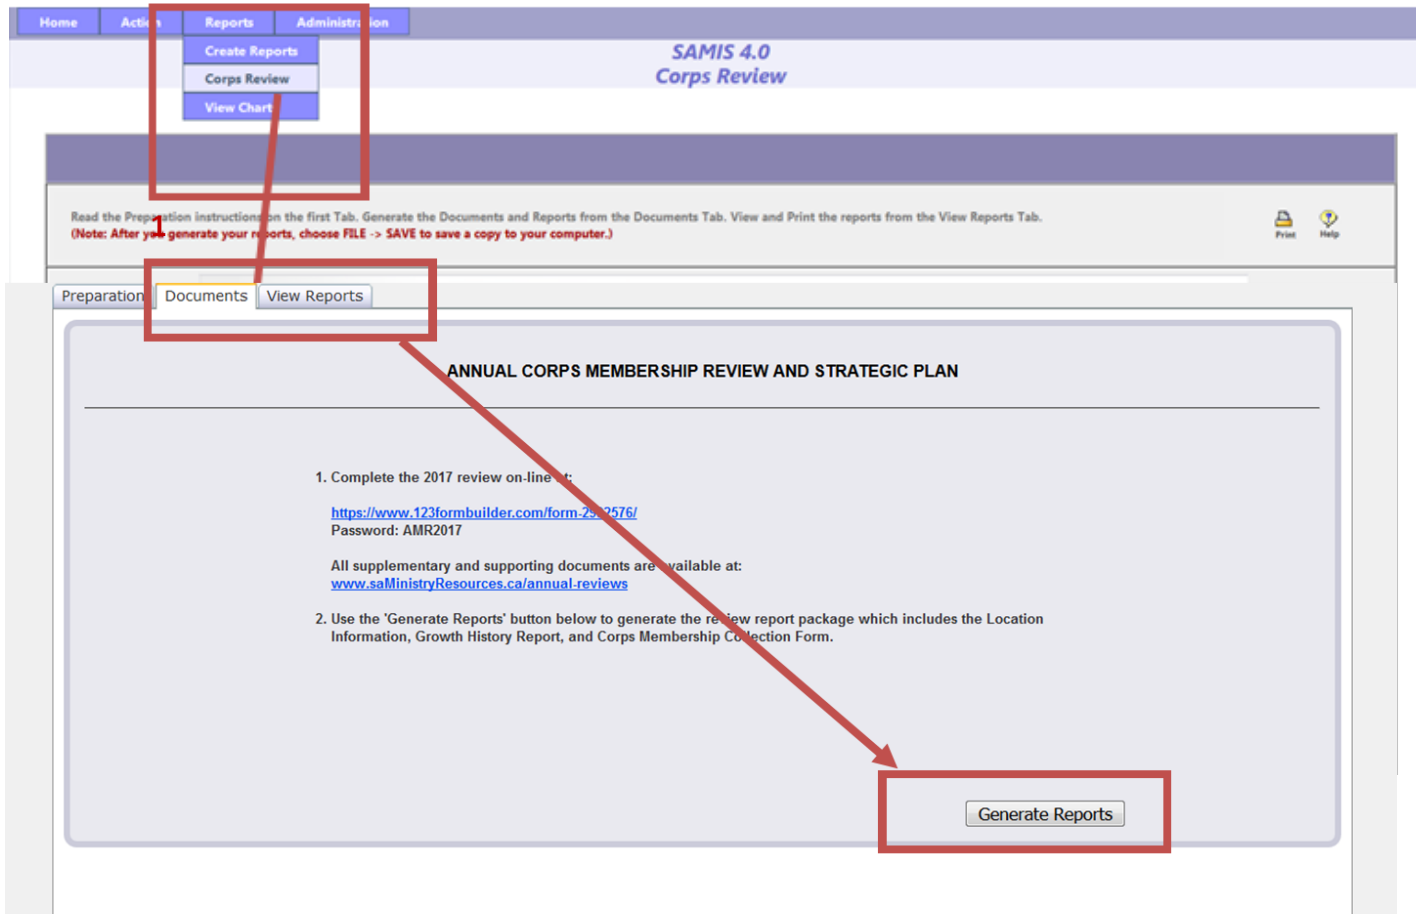 Home Action Reports Administration
Create Reports
Corps Review
View Chart
SAMIS 4.0
Corps Review
1
Read the Preparation instructions on the first Tab. Generate the Documents and Reports from the Documents Tab. View and Print the reports from the View Reports Tab.
(Note: After you generate your reports, choose FILE -> SAVE to save a copy to your computer.)
Print Help
Preparation Documents View Reports
ANNUAL CORPS MEMBERSHIP REVIEW AND STRATEGIC PLAN
1. Complete the 2017 review on-line at:
Password: AMR2017
All supplementary and supporting documents are available at:
www.saMinistryResources.ca/annual-reviews
2. Use the 'Generate Reports' button below to generate the review report package which includes the Location
Information, Growth History Report, and Corps Membership Collection Form.
Generate Reports